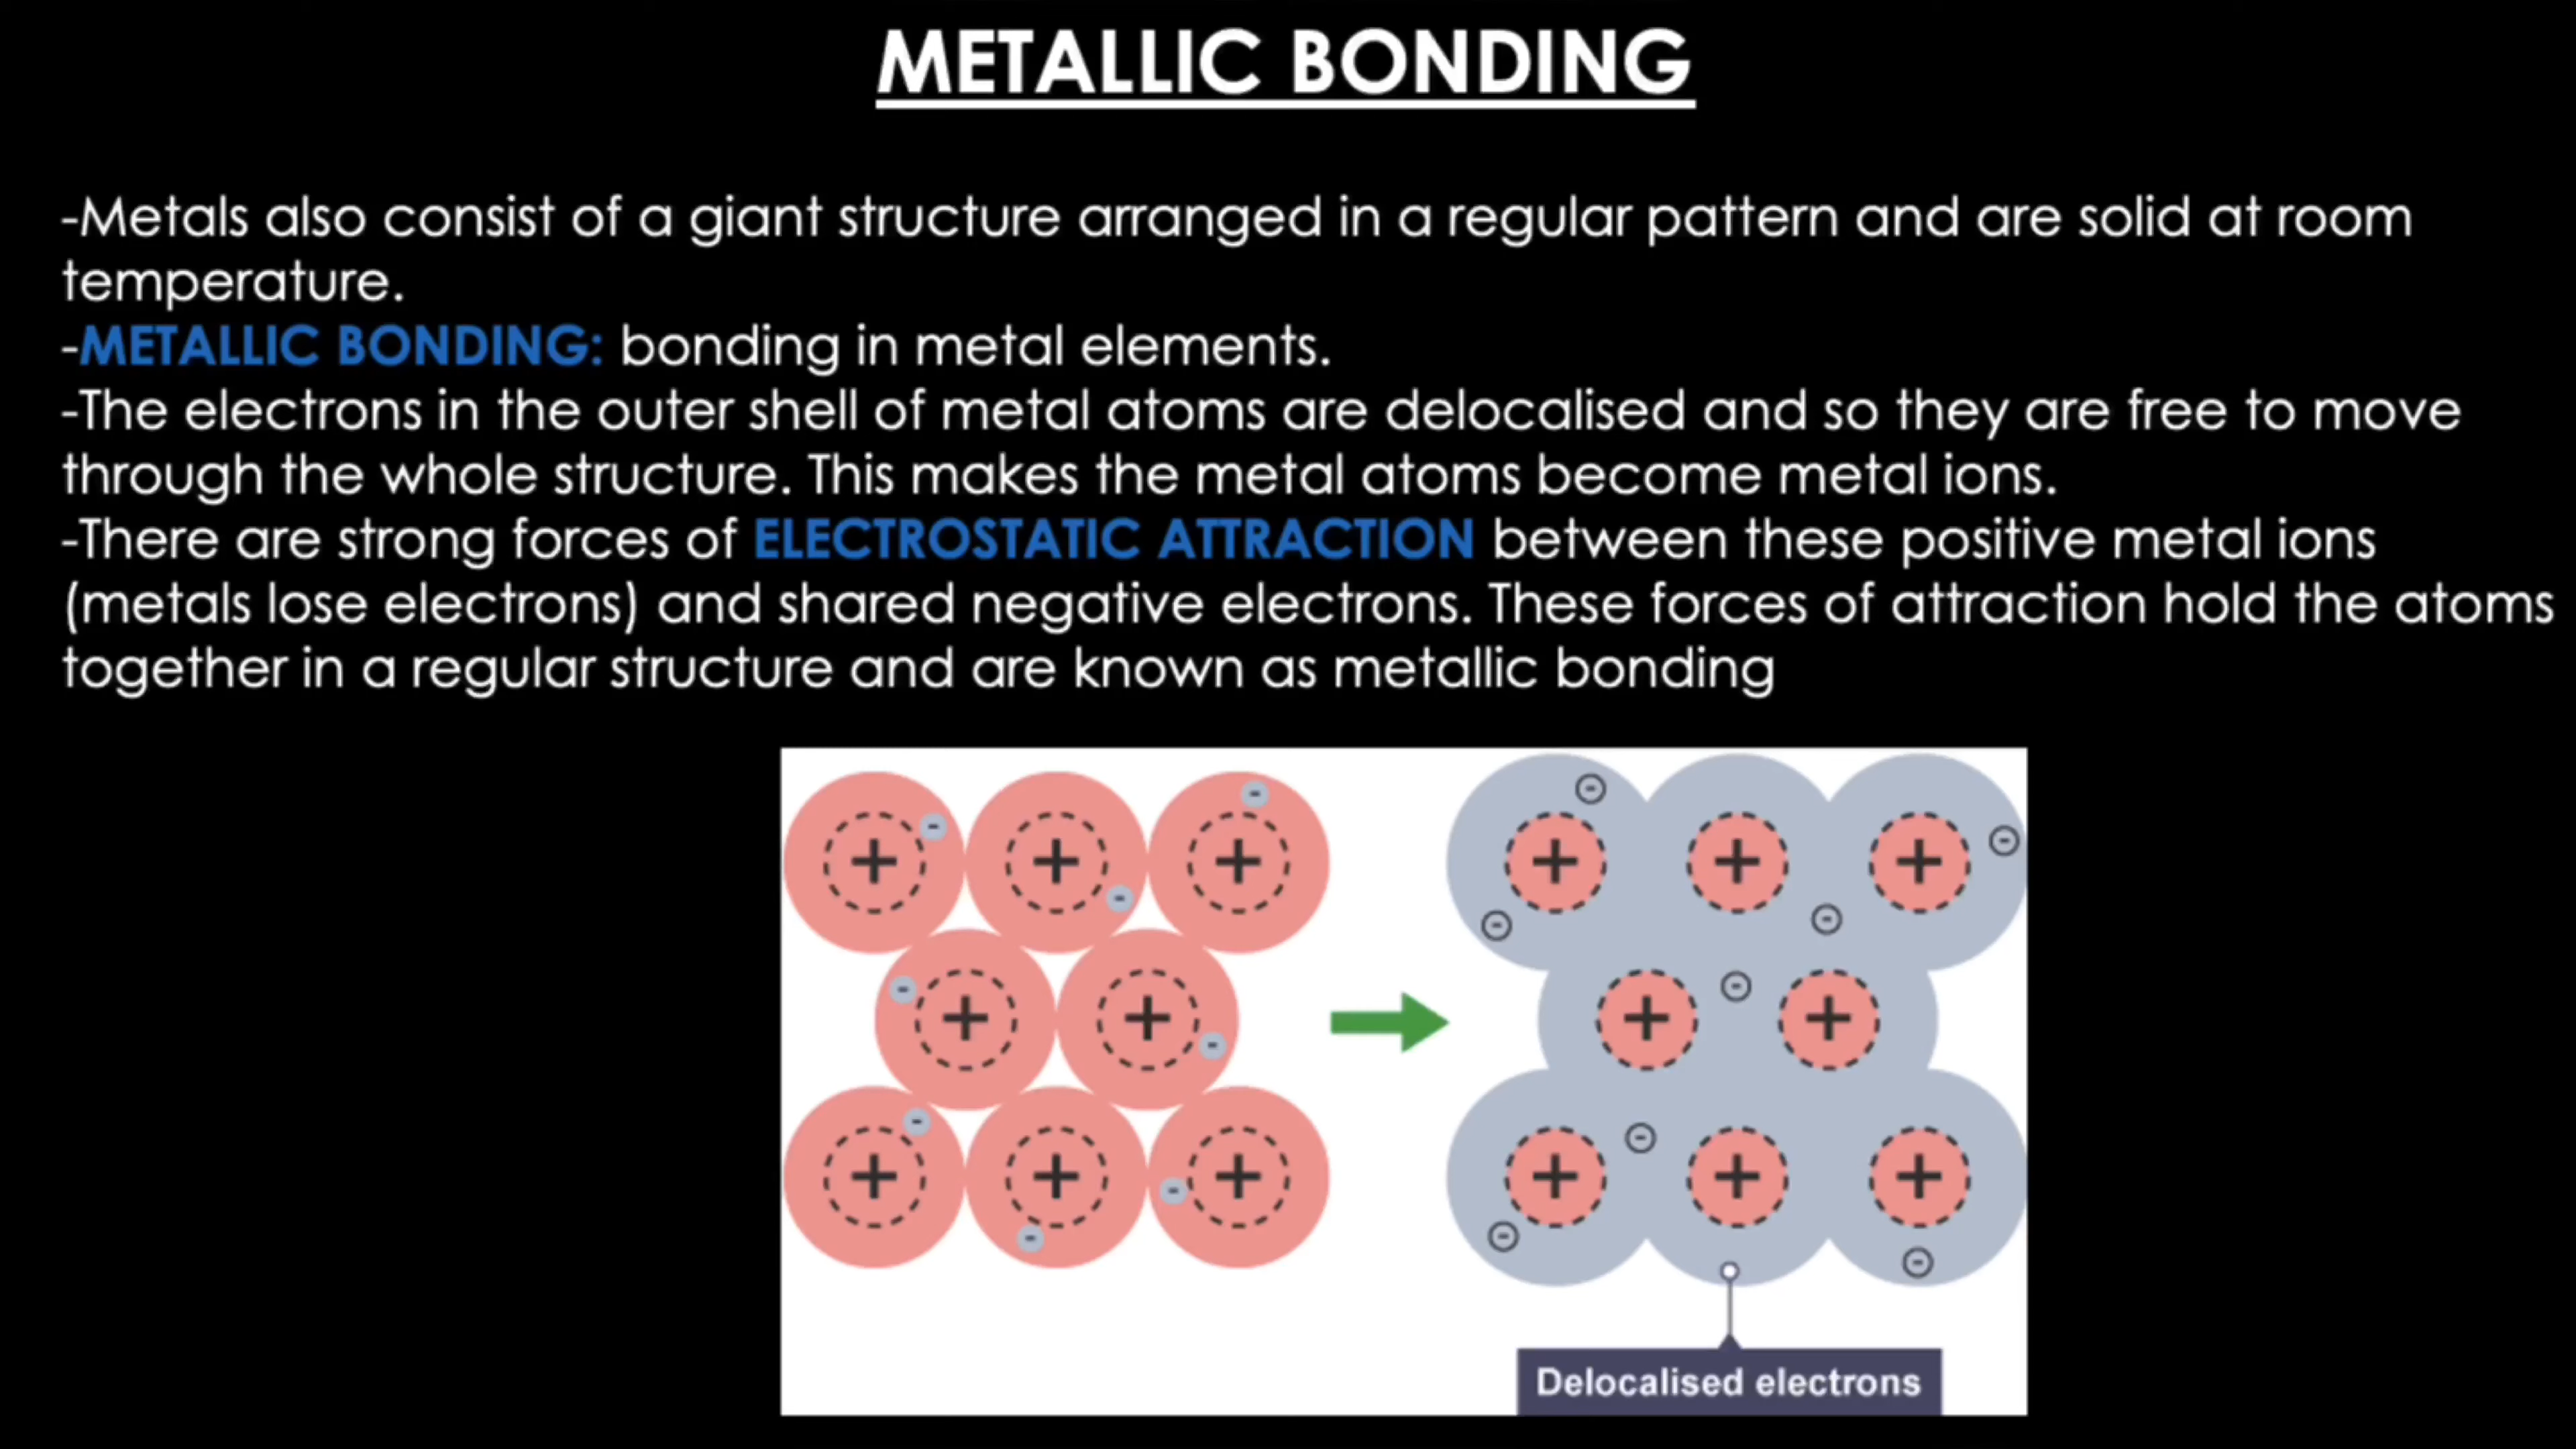 METALLIC BONDING
-Metals also consist of a giant structure arranged in a regular pattern and are solid at room
temperature.
-METALLIC BONDING: bonding in metal elements.
-The electrons in the outer shell of metal atoms are delocalised and so they are free to move
through the whole structure. This makes the metal atoms become metal ions.
-There are strong forces of ELECTROSTATIC ATTRACTION between these positive metal ions
(metals lose electrons) and shared negative electrons. These forces of attraction hold the atoms
together in a regular structure and are known as metallic bonding
Delocalised electrons